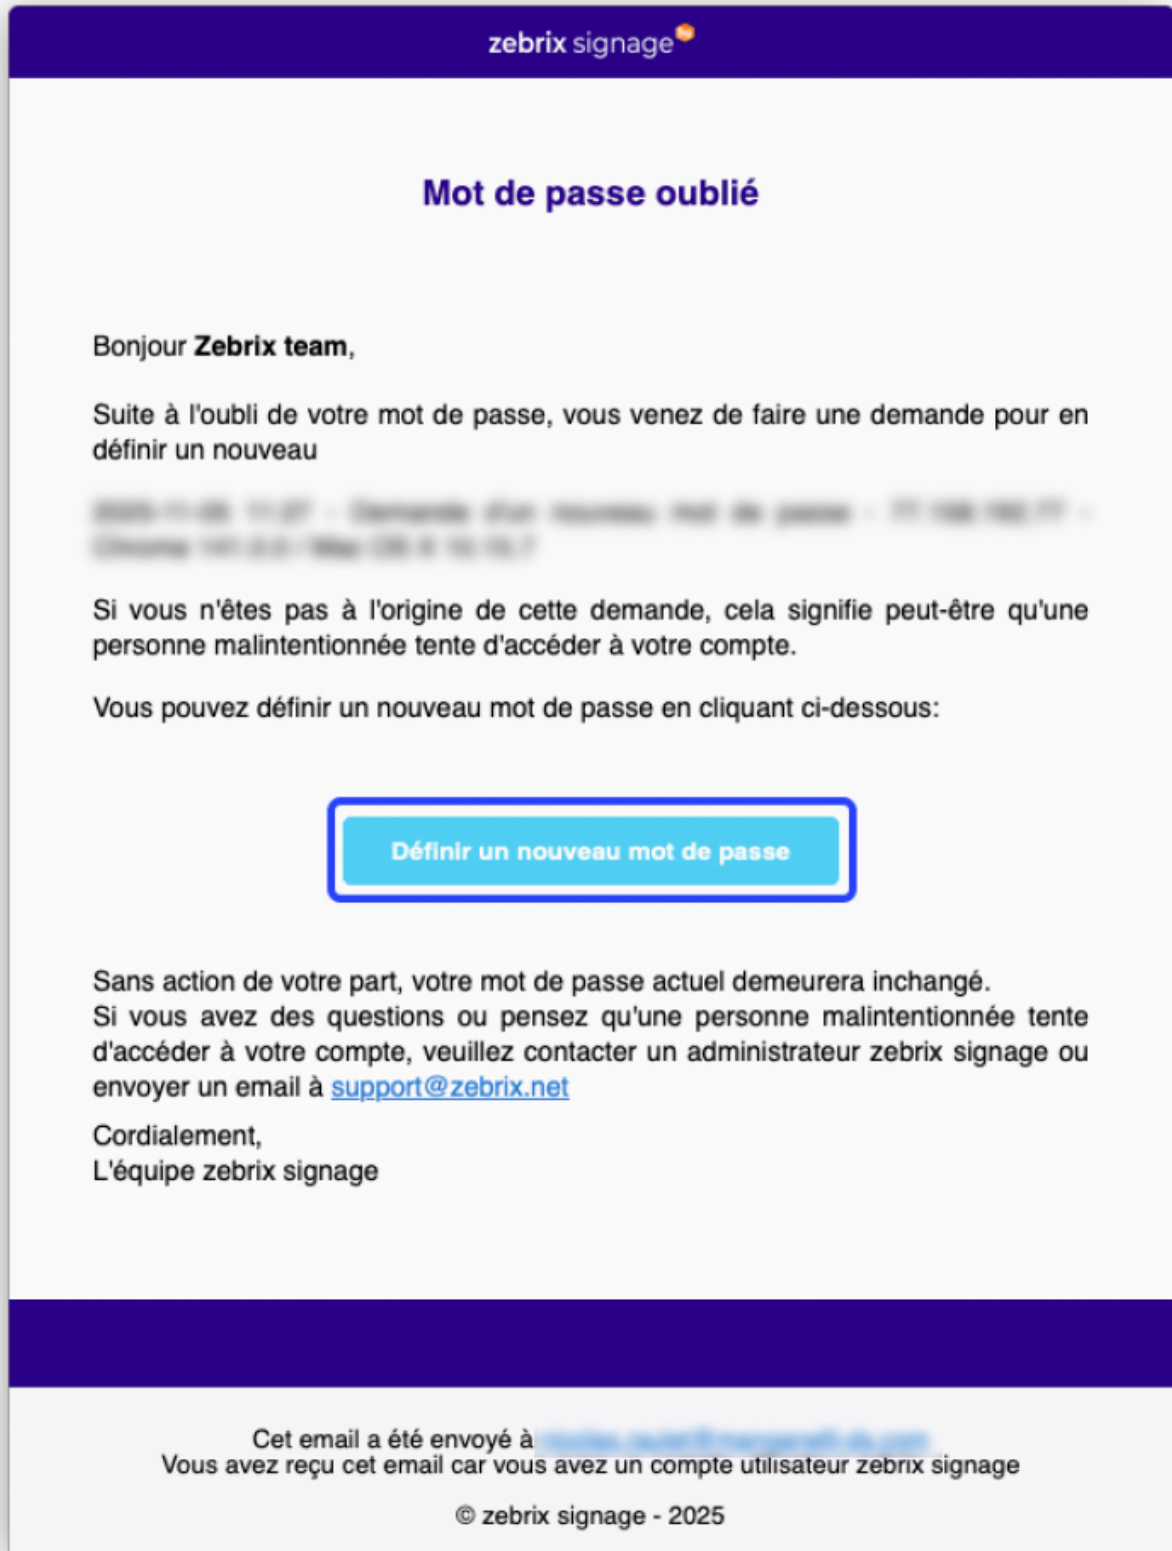 zebrix signage
Mot de passe oublié
Bonjour Zebrix team,
Suite à l'oubli de votre mot de passe, vous venez de faire une demande pour en
définir un nouveau
Si vous n'êtes pas à l'origine de cette demande, cela signifie peut-être qu'une
personne malintentionnée tente d'accéder à votre compte.
Vous pouvez définir un nouveau mot de passe en cliquant ci-dessous:
Définir un nouveau mot de passe
Sans action de votre part, votre mot de passe actuel demeurera inchangé.
Si vous avez des questions ou pensez qu'une personne malintentionnée tente
d'accéder à votre compte, veuillez contacter un administrateur zebrix signage ou
envoyer un email à support@zebrix.net
Cordialement,
L'équipe zebrix signage
Cet email a été envoyé à
Vous avez reçu cet email car vous avez un compte utilisateur zebrix signage
© zebrix signage - 2025